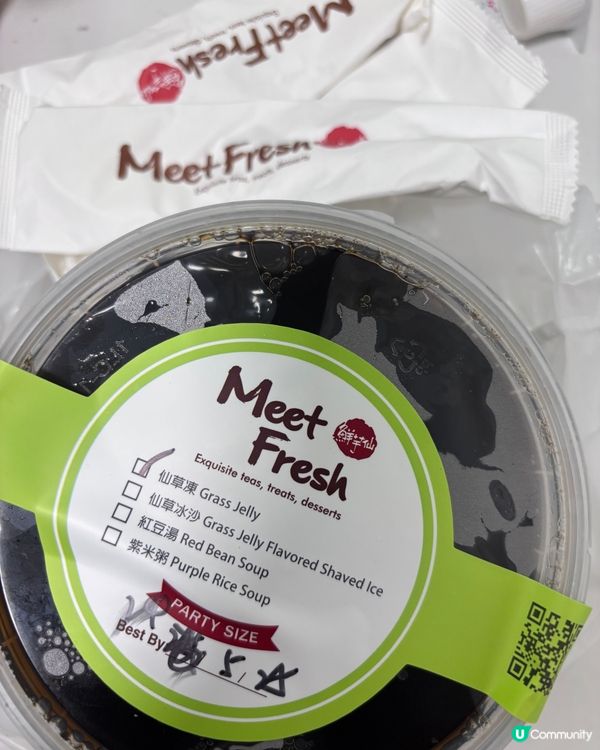 Meet Fresh
Meet Fresh
Exquisite teas, treats, desserts
Meet
Fresh
鮮芋仙
Exquisite teas, treats, desserts
仙草凍 Grass Jelly
仙草冰沙 Grass Jelly Flavored Shaved Ice
紅豆湯 Red Bean Soup
紫米粥 Purple Rice Soup
PARTY SIZE
Best By
U Community